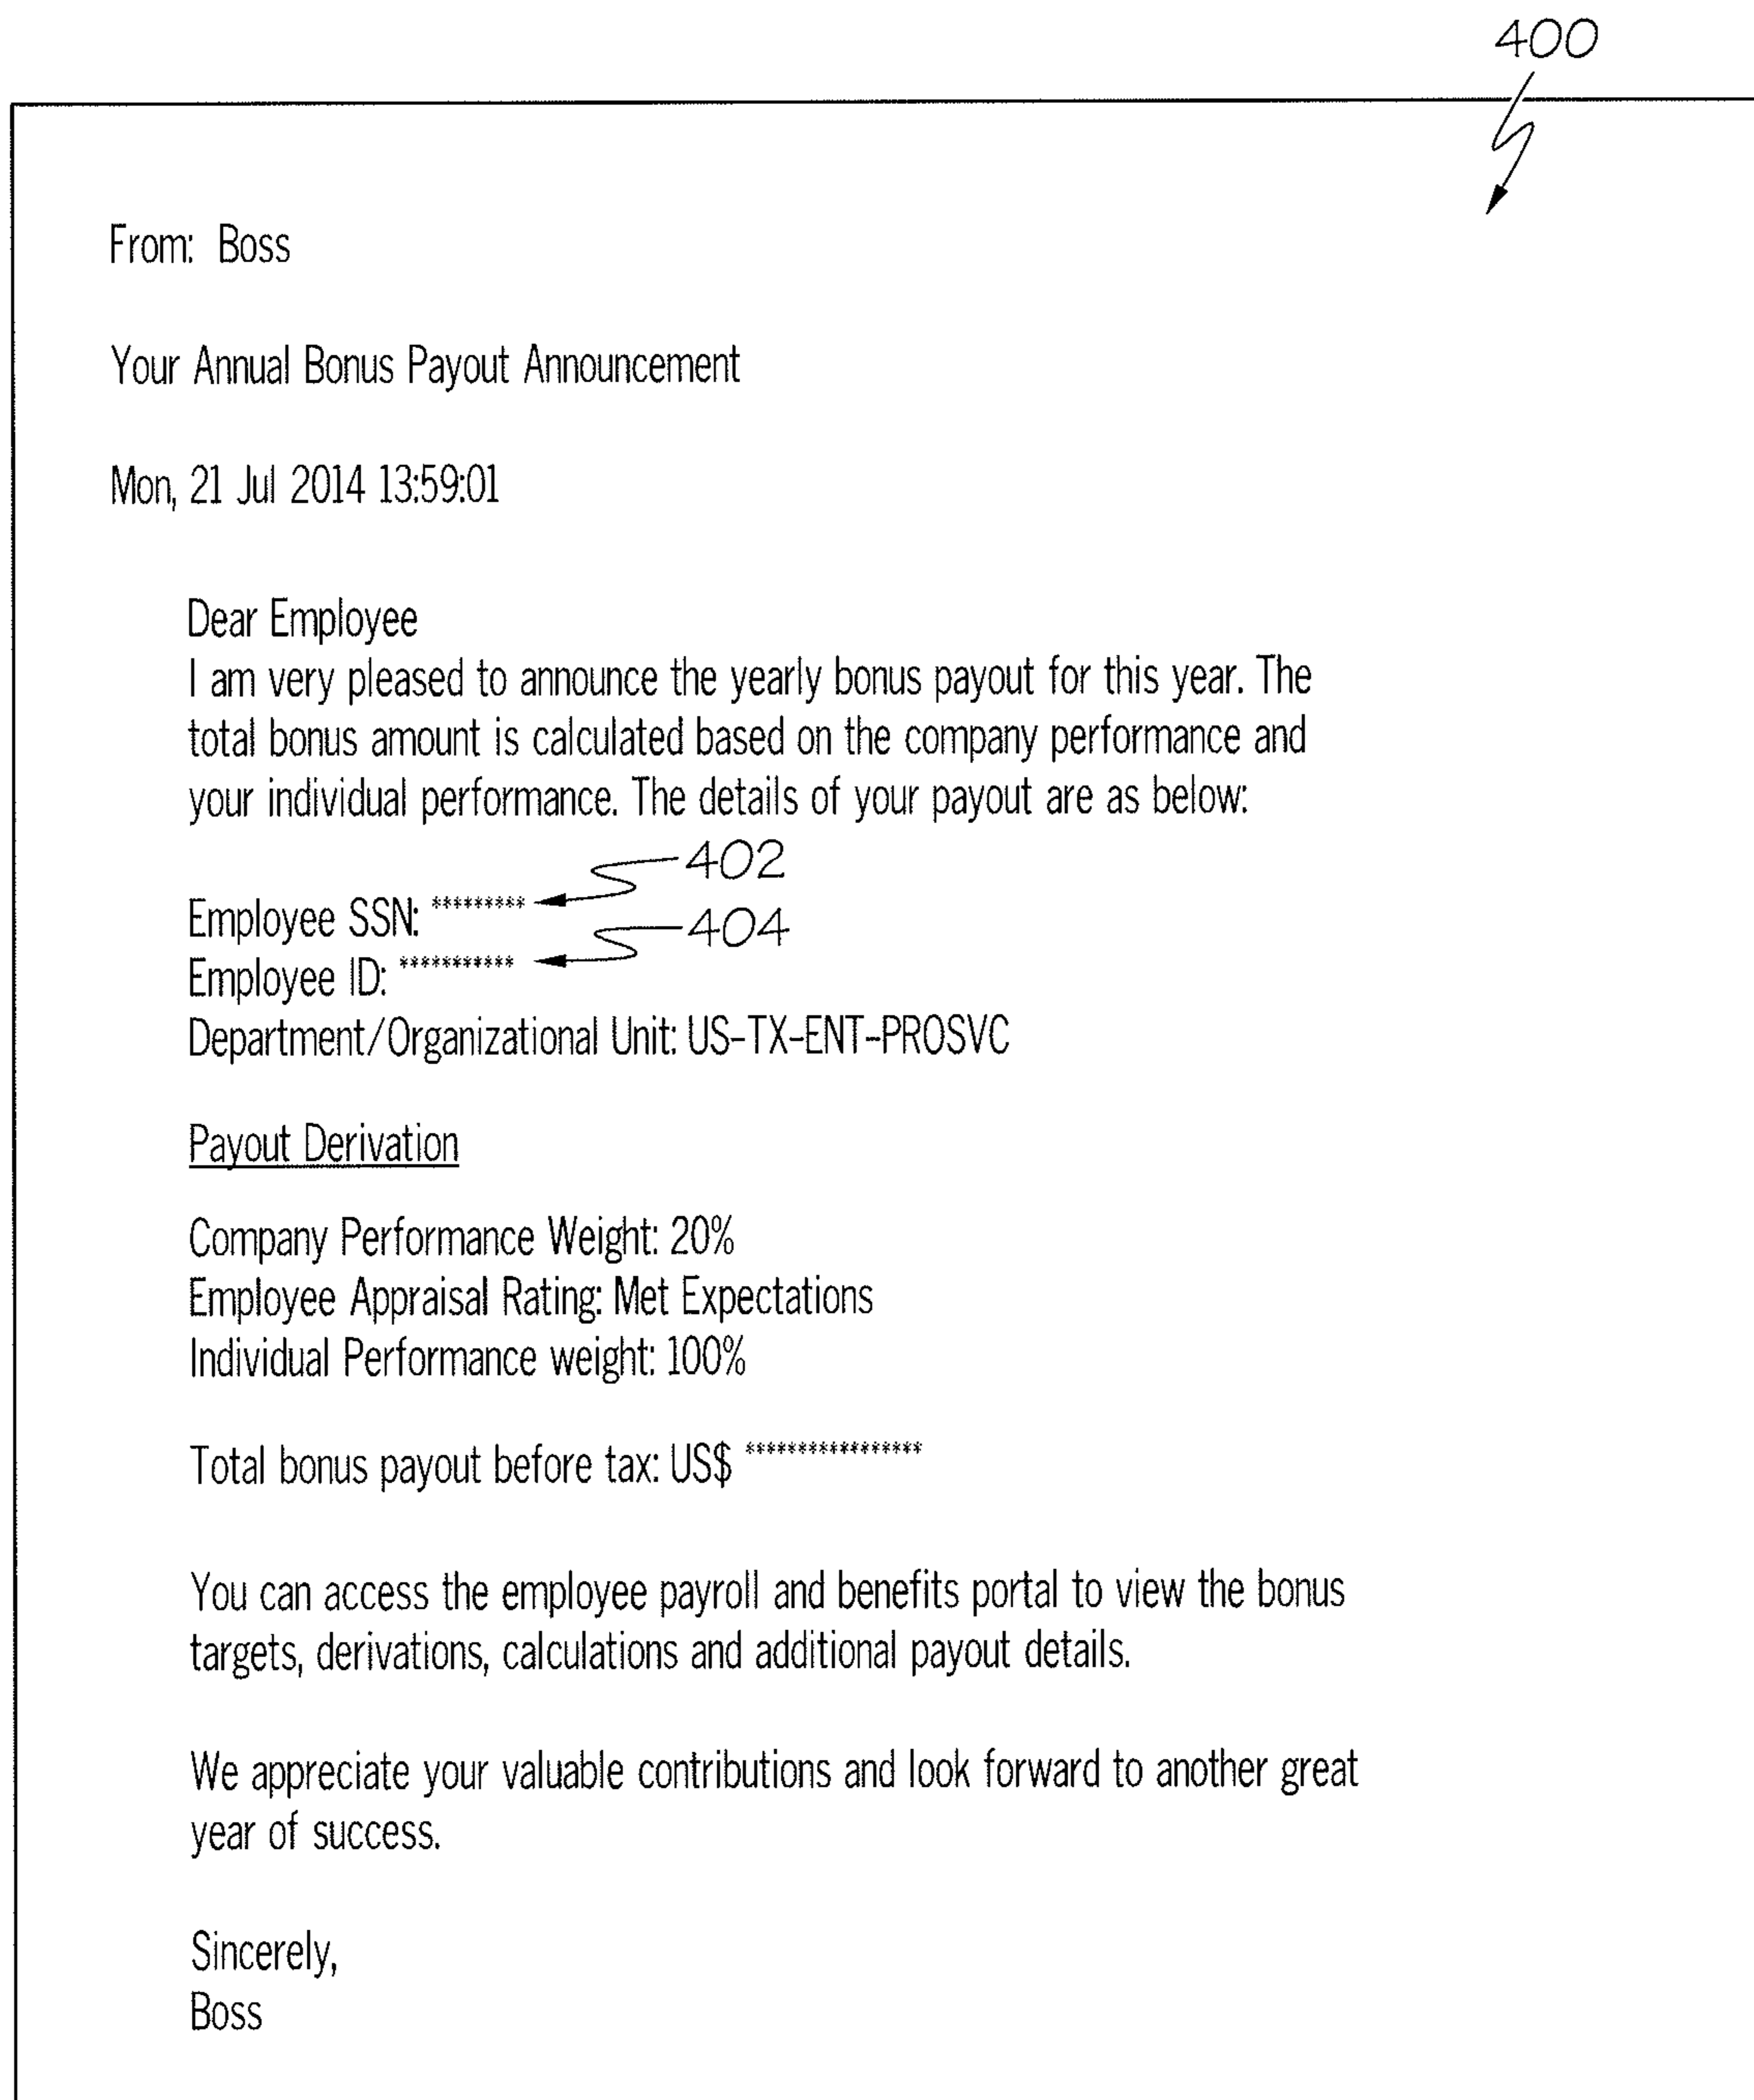 400
From: Boss
Your Annual Bonus Payout Announcement
Mon, 21 Jul 2014 13:59:01
Dear Employee
I am very pleased to announce the yearly bonus payout for this year. The
total bonus amount is calculated based on the company performance and
your individual performance. The details of your payout are as below:
402
Employee SSN: *********
404
Employee ID: ***********
Department/Organizational Unit: US-TX-ENT-PROSVC
Payout Derivation
Company Performance Weight: 20%
Employee Appraisal Rating: Met Expectations
Individual Performance weight: 100%
Total bonus payout before tax: US$ *****************
You can access the employee payroll and benefits portal to view the bonus
targets, derivations, calculations and additional payout details.
We appreciate your valuable contributions and look forward to another great
year of success.
Sincerely,
Boss